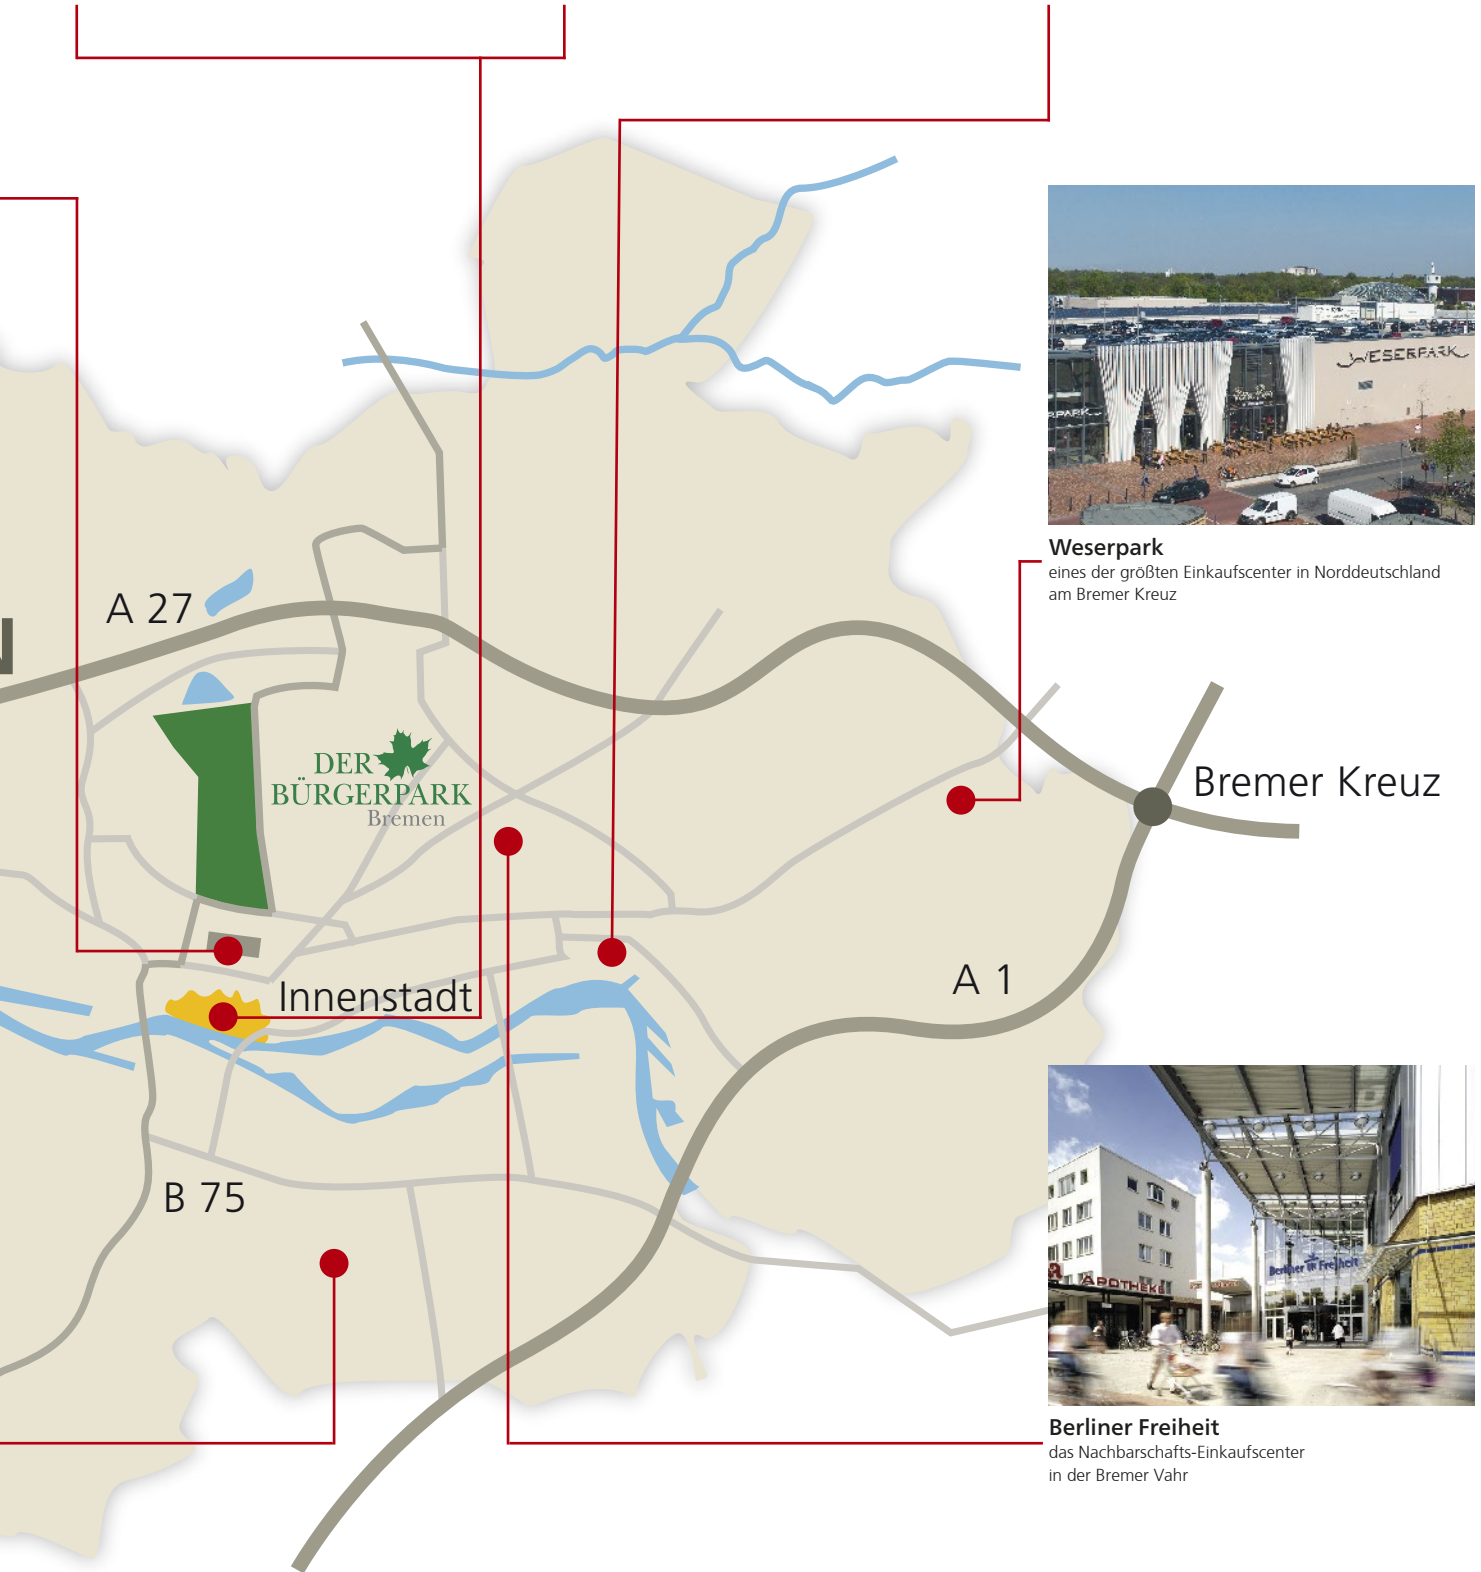 WESERPARK
Weserpark
eines der größten Einkaufscenter in Norddeutschland
am Bremer Kreuz
A 27
DER
BÜRGERPARK
Bremen
Bremer Kreuz
Innenstadt
A 1
B 75
Berliner Freiheit
APOTHEKE
Berliner Freiheit
das Nachbarschafts-Einkaufscenter
in der Bremer Vahr